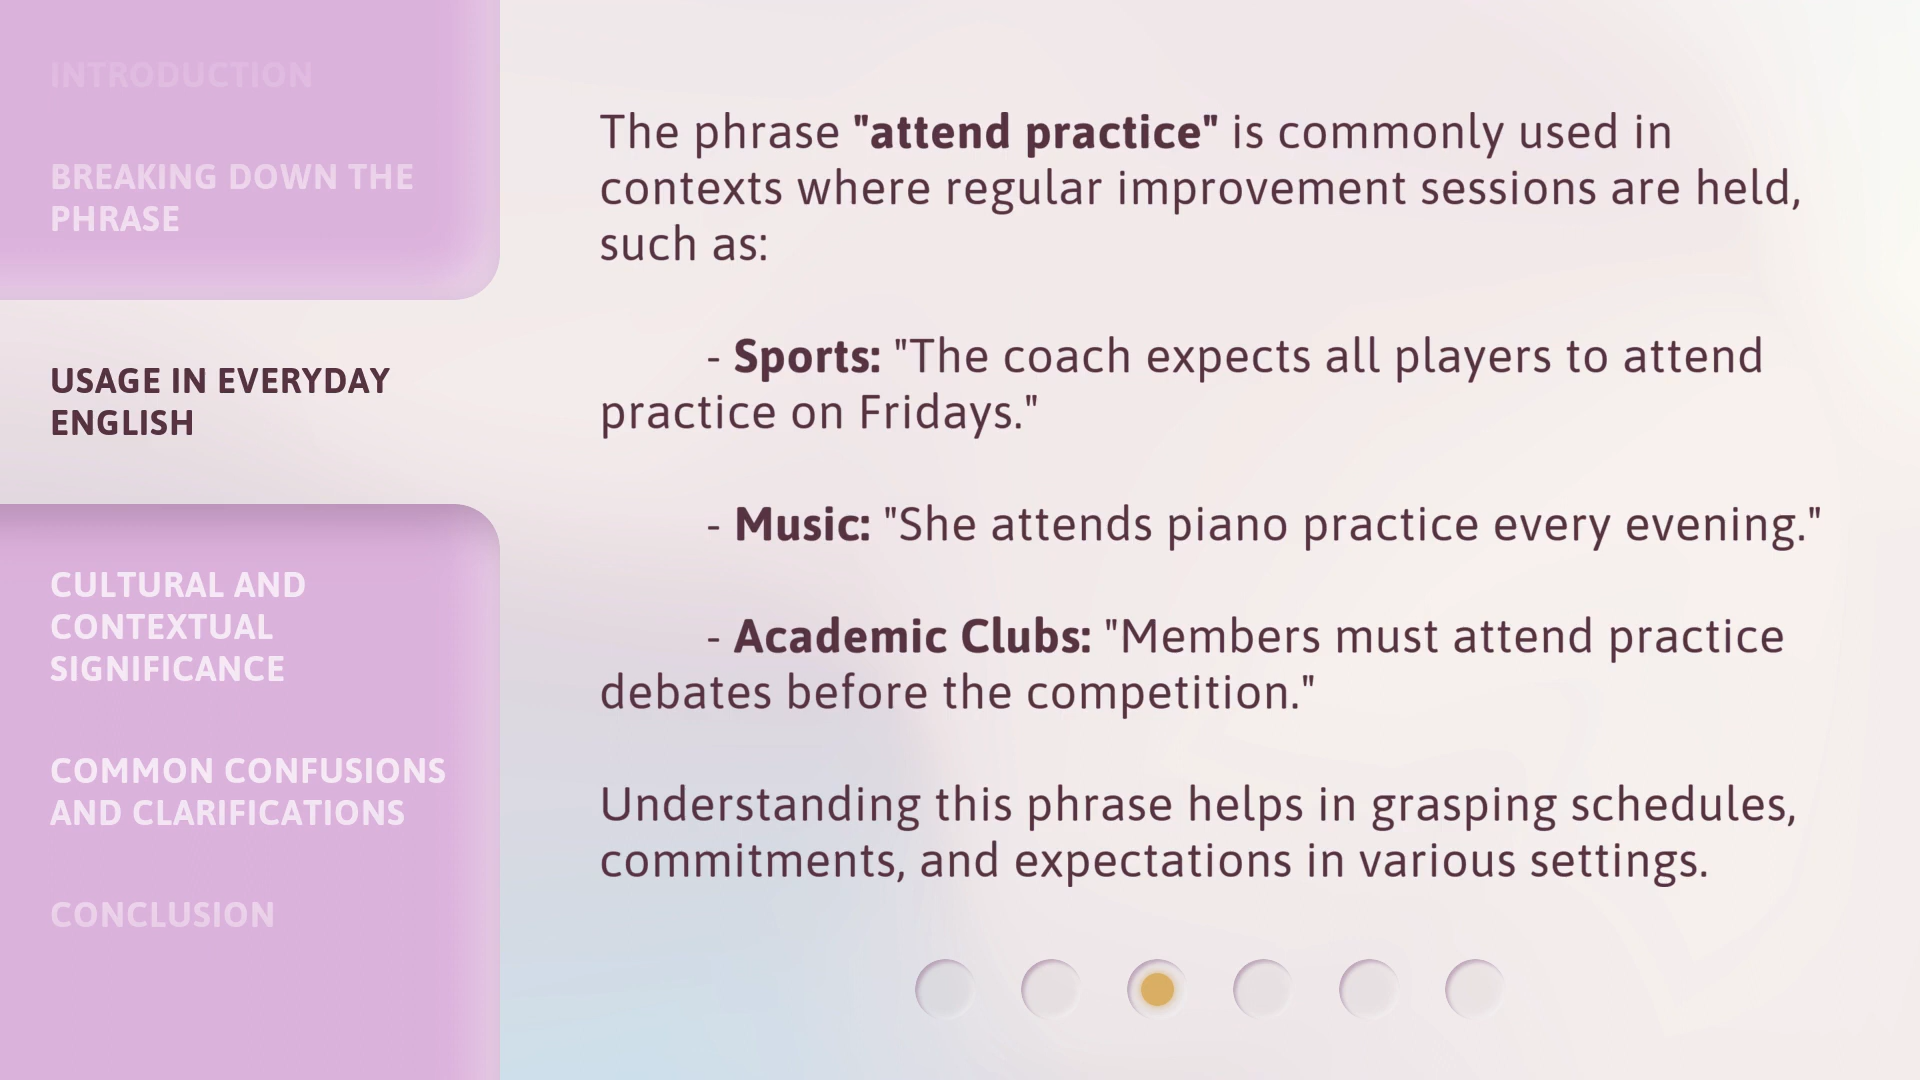 INTRODUCTION
BREAKING DOWN THE
PHRASE
USAGE IN EVERYDAY
ENGLISH
CULTURAL AND
CONTEXTUAL
SIGNIFICANCE
COMMON CONFUSIONS
AND CLARIFICATIONS
CONCLUSION
The phrase "attend practice" is commonly used in
contexts where regular improvement sessions are held,
such as:
- Sports: "The coach expects all players to attend
practice on Fridays."
- Music: "She attends piano practice every evening."
- Academic Clubs: "Members must attend practice
debates before the competition."
Understanding this phrase helps in grasping schedules,
commitments, and expectations in various settings.